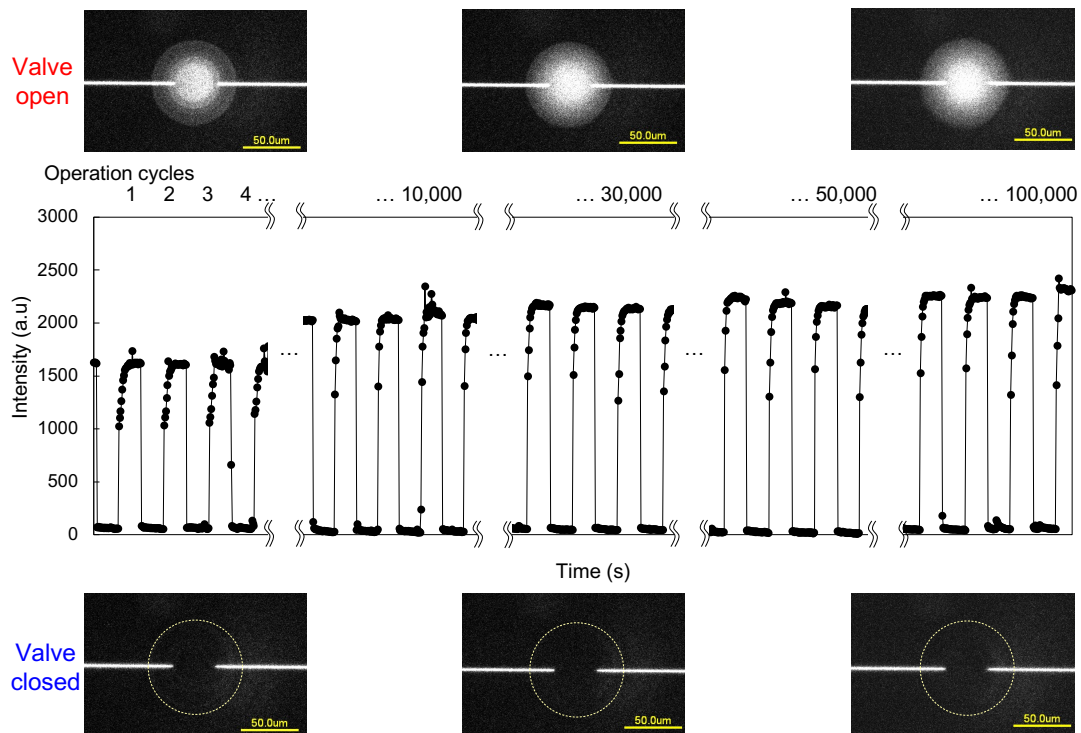 Valve
open
50.0um
50.0um
50.0um
Operation cycles
1 2 3 4 ... ... 10,000 ... 30,000 ... 50,000 ... 100,000
3000
2500
2000
1500
1000
500
0
Intensity (a.u)
... ... ... ...
Time (s)
Valve
closed
50.0um
50.0um
50.0um